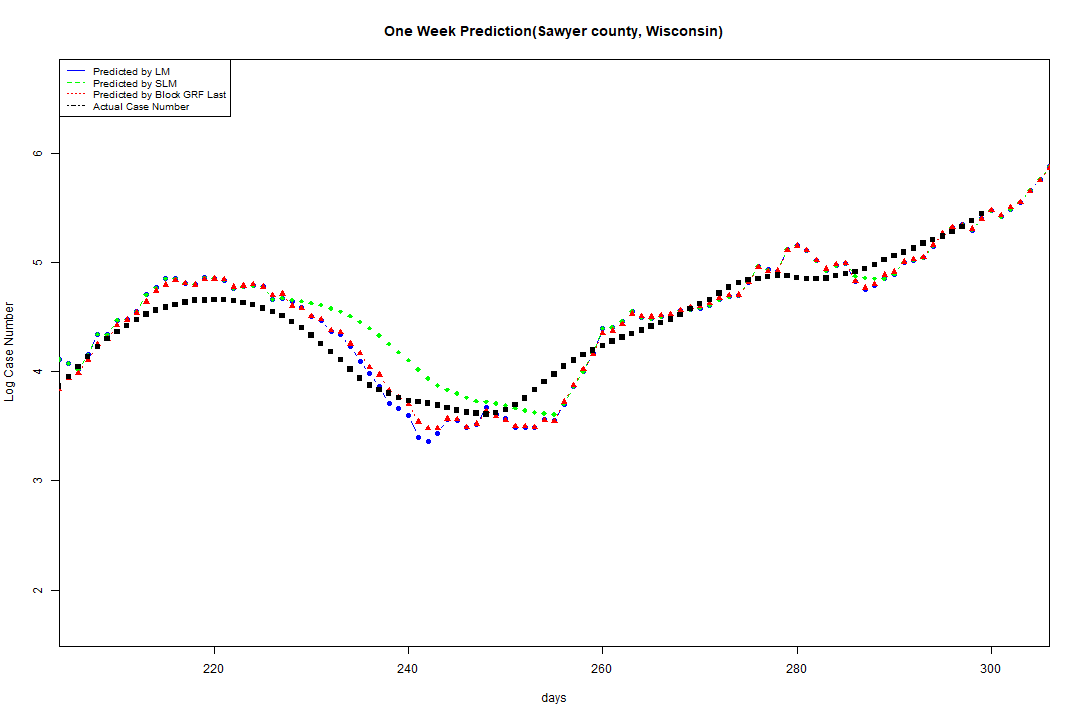 One Week Prediction(Sawyer county, Wisconsin)
Predicted by LM
Predicted by SLM
Predicted by Block GRF Last
Actual Case Number
6
5
4
3
2
Log Case Number
220 240 260 280 300
days